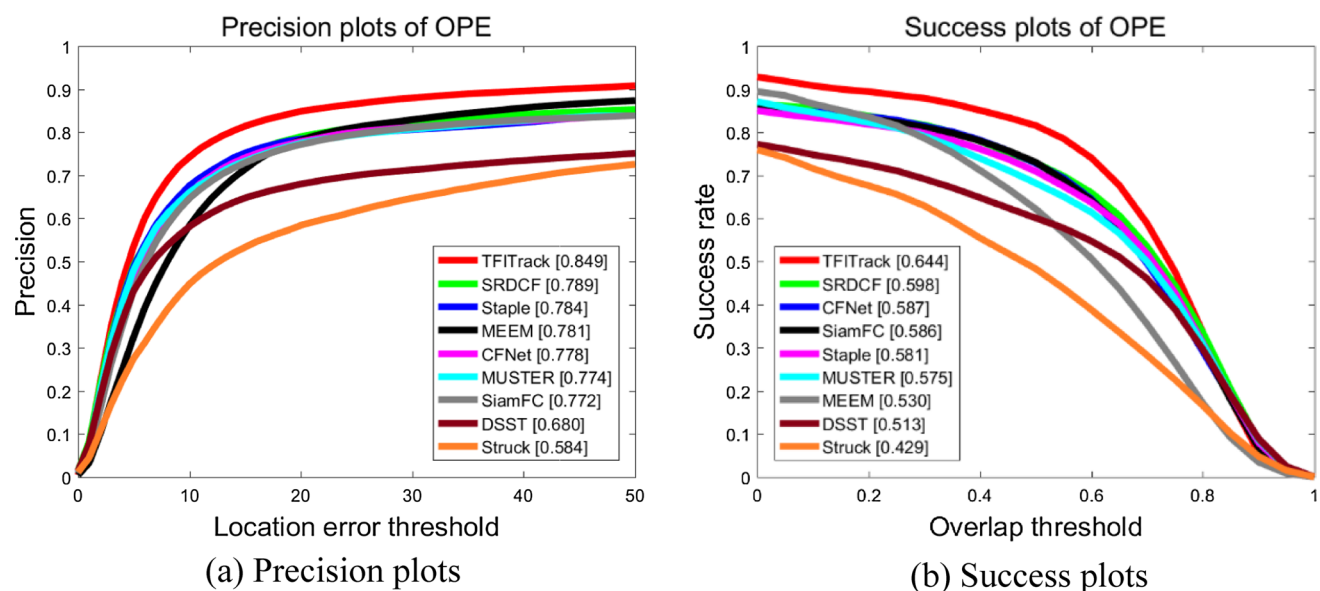 Precision plots of OPE
1
0.9
0.8
0.7
0.6
0.5
0.4
0.3
0.2
0.1
0
Precision
TFITrack [0.849]
SRDCF [0.789]
Staple [0.784]
MEEM [0.781]
CFNet [0.778]
MUSTER [0.774]
SiamFC [0.772]
DSST [0.680]
Struck [0.584]
0 10 20 30 40 50
Location error threshold
(a) Precision plots
Success plots of OPE
1
0.9
0.8
0.7
0.6
0.5
0.4
0.3
0.2
0.1
0
Success rate
TFITrack [0.644]
SRDCF [0.598]
CFNet [0.587]
SiamFC [0.586]
Staple [0.581]
MUSTER [0.575]
MEEM [0.530]
DSST [0.513]
Struck [0.429]
0 0.2 0.4 0.6 0.8 1
Overlap threshold
(b) Success plots